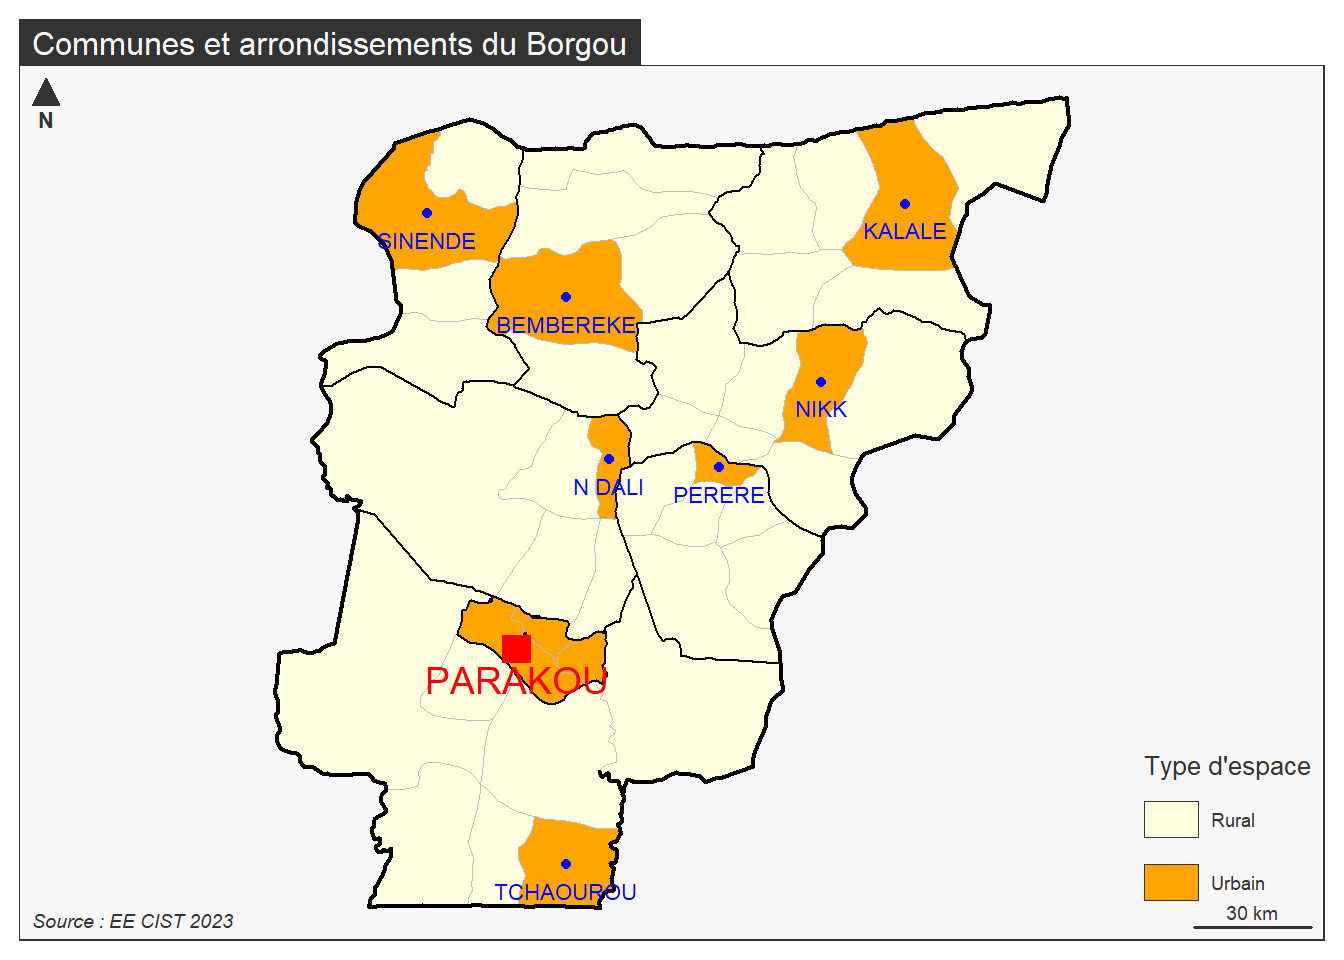 Communes et arrondissements du Borgou
N
SINENDE
KALALE
BEMBEREKE
NIKK
N DALI
PERERE
PARAKOU
TCHAOUROU
Type d'espace
Rural
Urbain
30 km
Source : EE CIST 2023